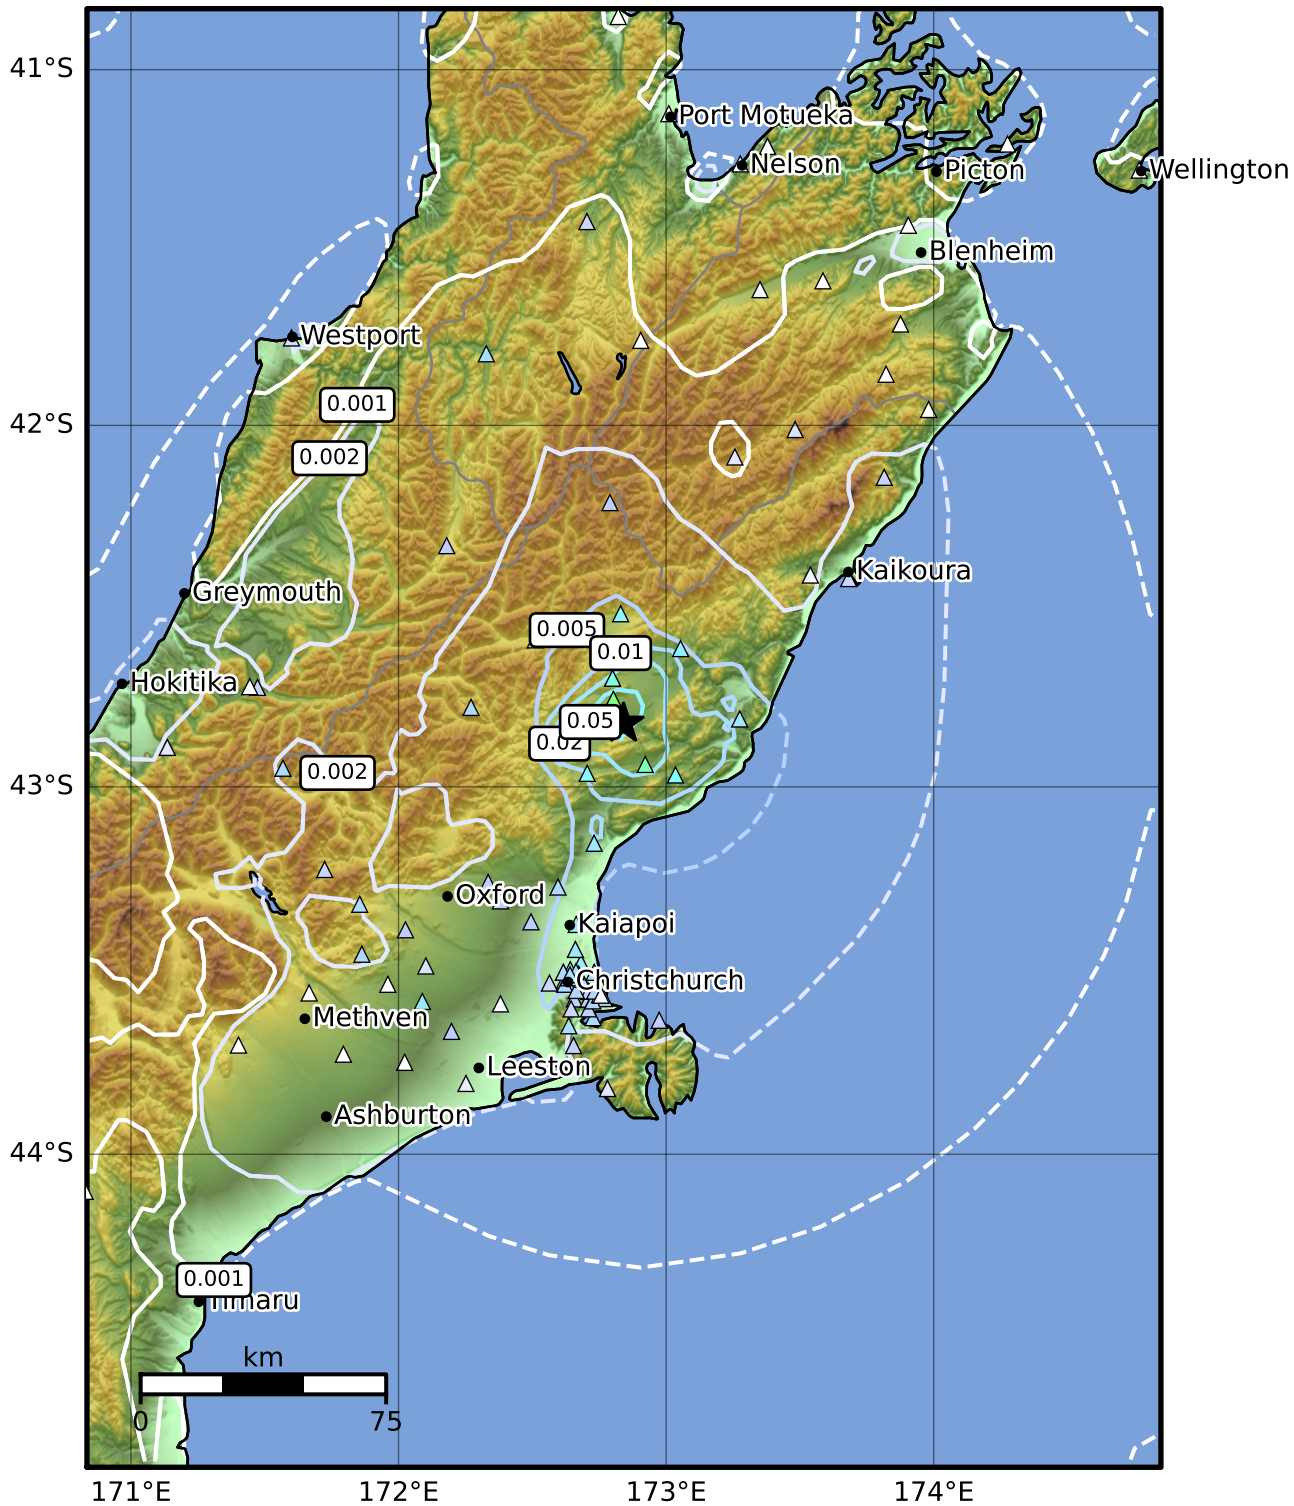 41°S
Port Motueka
Nelson
Picton
Wellington
Blenheim
Westport
0.001
42°S
0.002
Kaikoura
Greymouth
0.005
0.01
Hokitika
0.05
0.02
0.002
43°S
Oxford
Kaiapoi
Christchurch
Methven
Leeston
Ashburton
44°S
0.001
Timaru
km
0 75
171°E 172°E 173°E 174°E